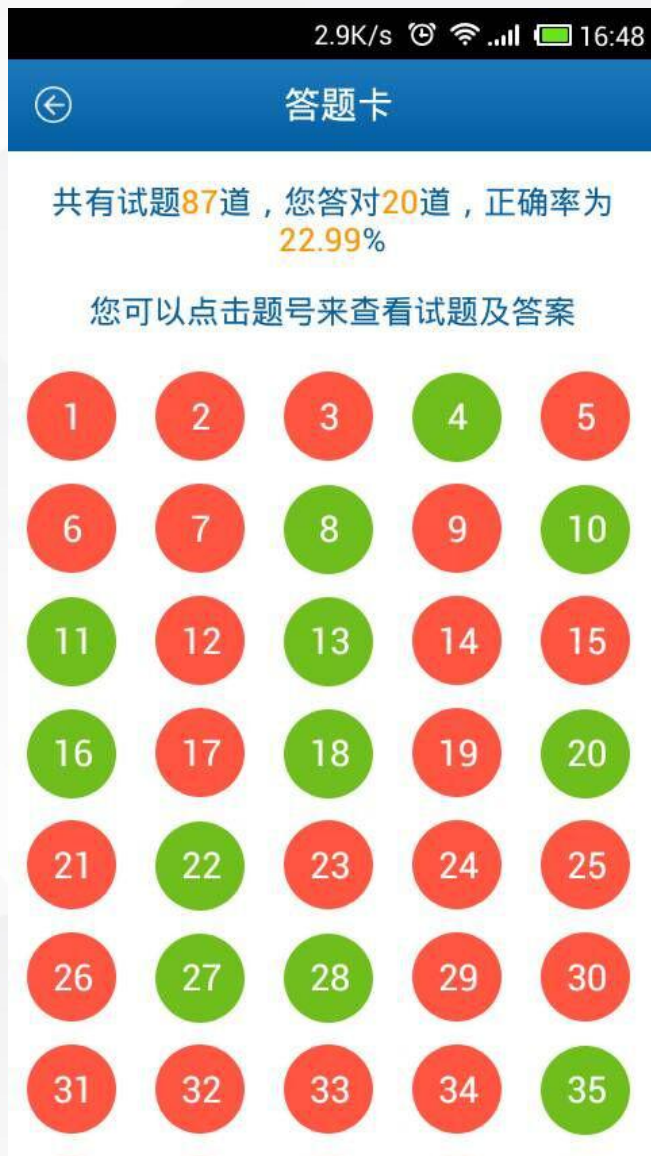 2.9K/s 16:48
答题卡
共有试题87道，您答对20道，正确率为
22.99%
您可以点击题号来查看试题及答案
1 2 3 4 5
6 7 8 9 10
11 12 13 14 15
16 17 18 19 20
21 22 23 24 25
26 27 28 29 30
31 32 33 34 35